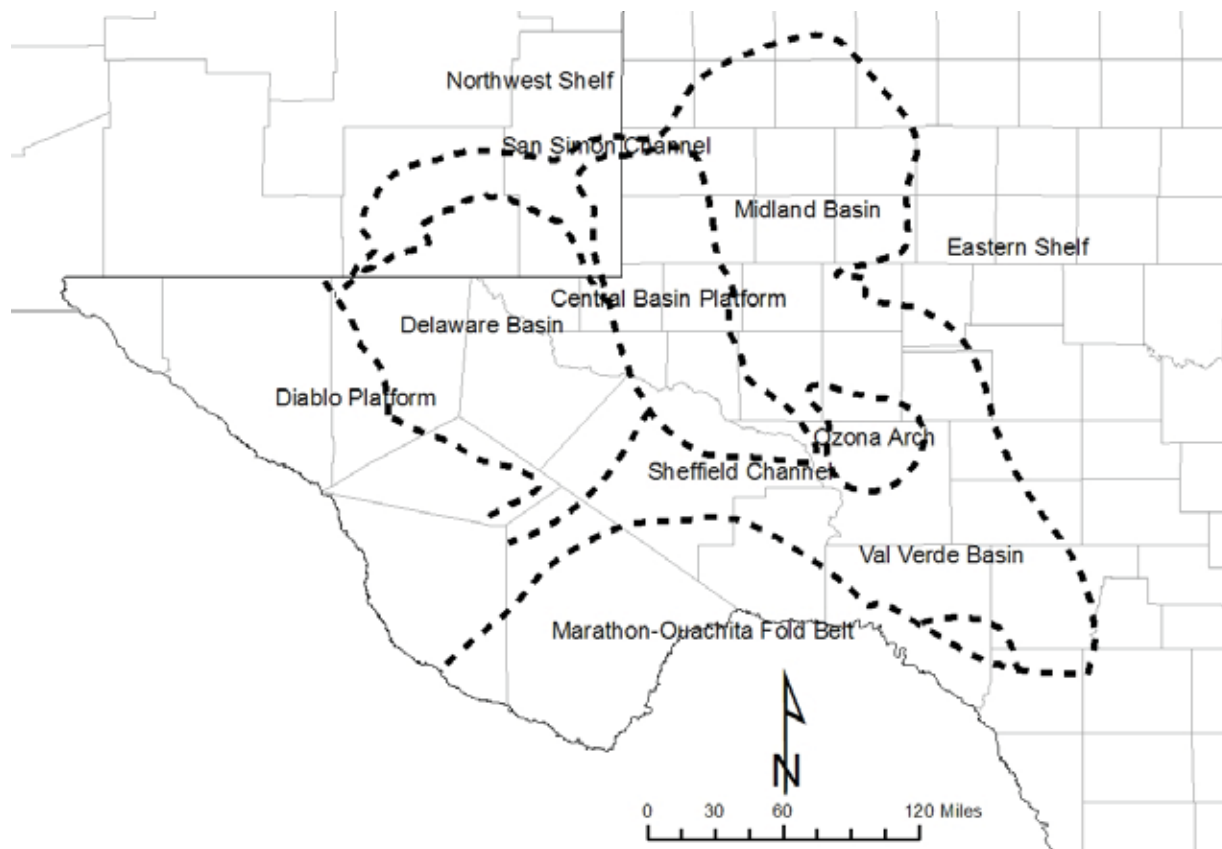 Northwest Shelf
San Simon Channel
Midland Basin
Eastern Shelf
Central Basin Platform
Delaware Basin
Diablo Platform
Ozona Arch
Sheffield Channel
Val Verde Basin
Marathon-Ouachita Fold Belt
N
0 30 60 120 Miles